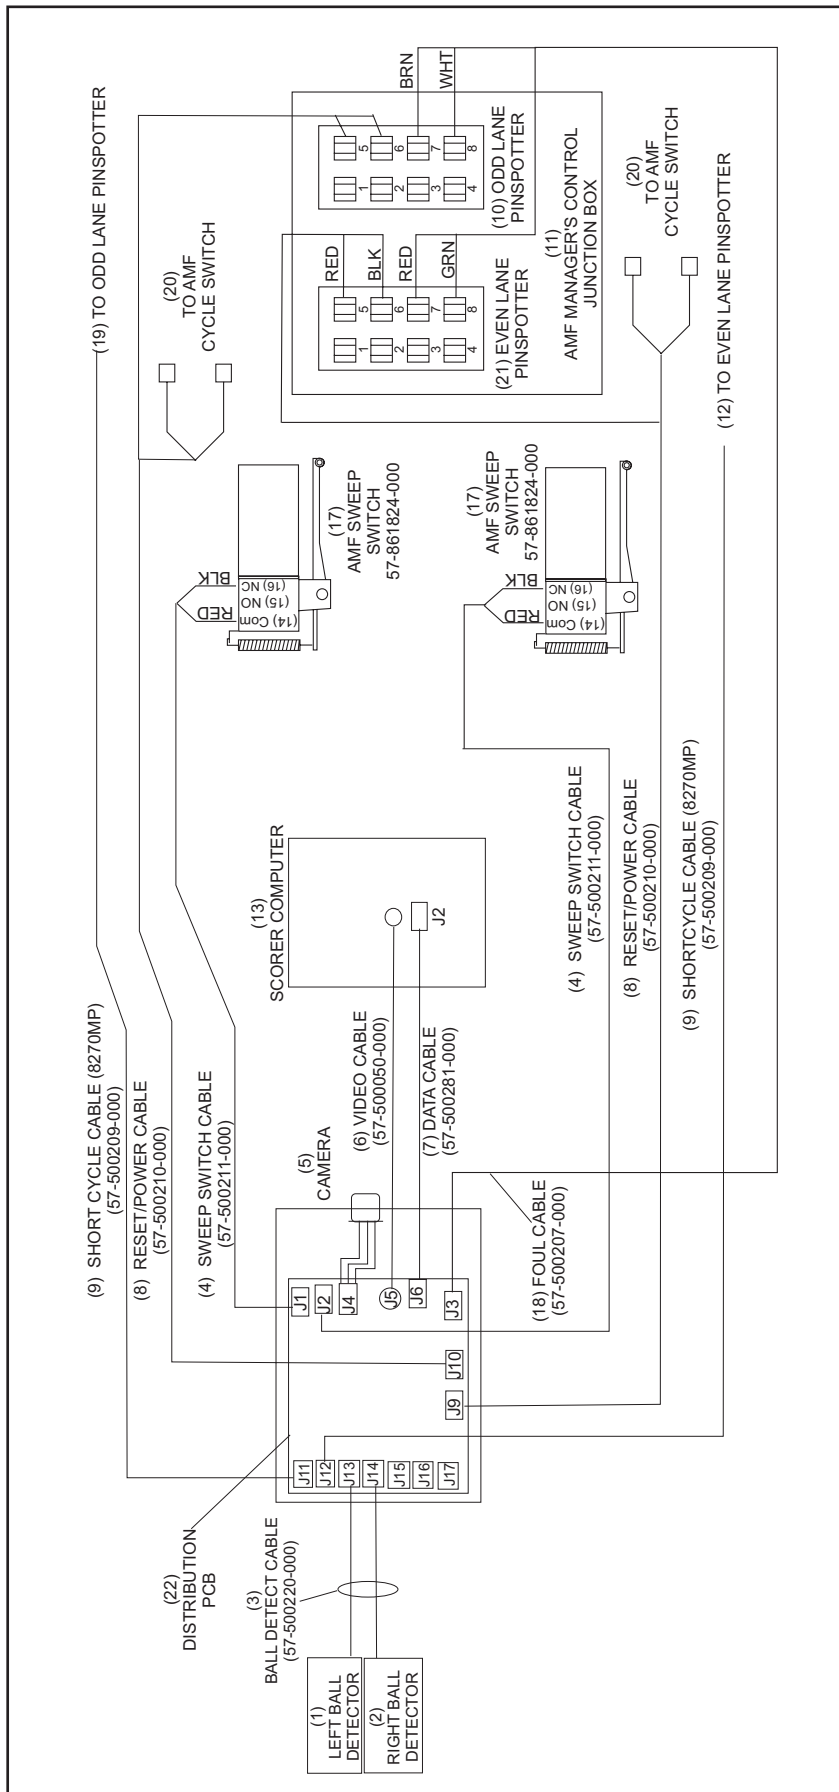 (19) TO ODD LANE PINSPOTTER
(20)
TO AMF
CYCLE SWITCH
BRN
WHT
5
6
7
8
1
2
3
4
(10) ODD LANE
PINSPOTTER
RED
BLK
RED
GRN
5
6
7
8
1
2
3
4
(21) EVEN LANE
PINSPOTTER
(11)
AMF MANAGER'S CONTROL
JUNCTION BOX
(20)
TO AMF
CYCLE SWITCH
(12) TO EVEN LANE PINSPOTTER
BLK
RED
(16) NC
(15) NO
(14) Com
(17)
AMF SWEEP
SWITCH
57-861824-000
BLK
RED
(16) NC
(15) NO
(14) Com
(17)
AMF SWEEP
SWITCH
57-861824-000
(13)
SCORER COMPUTER
J2
(9) SHORT CYCLE CABLE (8270MP)
(57-500209-000)
(8) RESET/POWER CABLE
(57-500210-000)
(4) SWEEP SWITCH CABLE
(57-500211-000)
(5)
CAMERA
(6) VIDEO CABLE
(57-500050-000)
(7) DATA CABLE
(57-500281-000)
(4) SWEEP SWITCH CABLE
(57-500211-000)
(8) RESET/POWER CABLE
(57-500210-000)
(9) SHORTCYCLE CABLE (8270MP)
(57-500209-000)
(18) FOUL CABLE
(57-500207-000)
J1
J2
J4
J5
J6
J3
J10
J9
J11
J12
J13
J14
J15
J16
J17
(22)
DISTRIBUTION
PCB
(3)
BALL DETECT CABLE
(57-500220-000)
(1)
LEFT BALL
DETECTOR
(2)
RIGHT BALL
DETECTOR